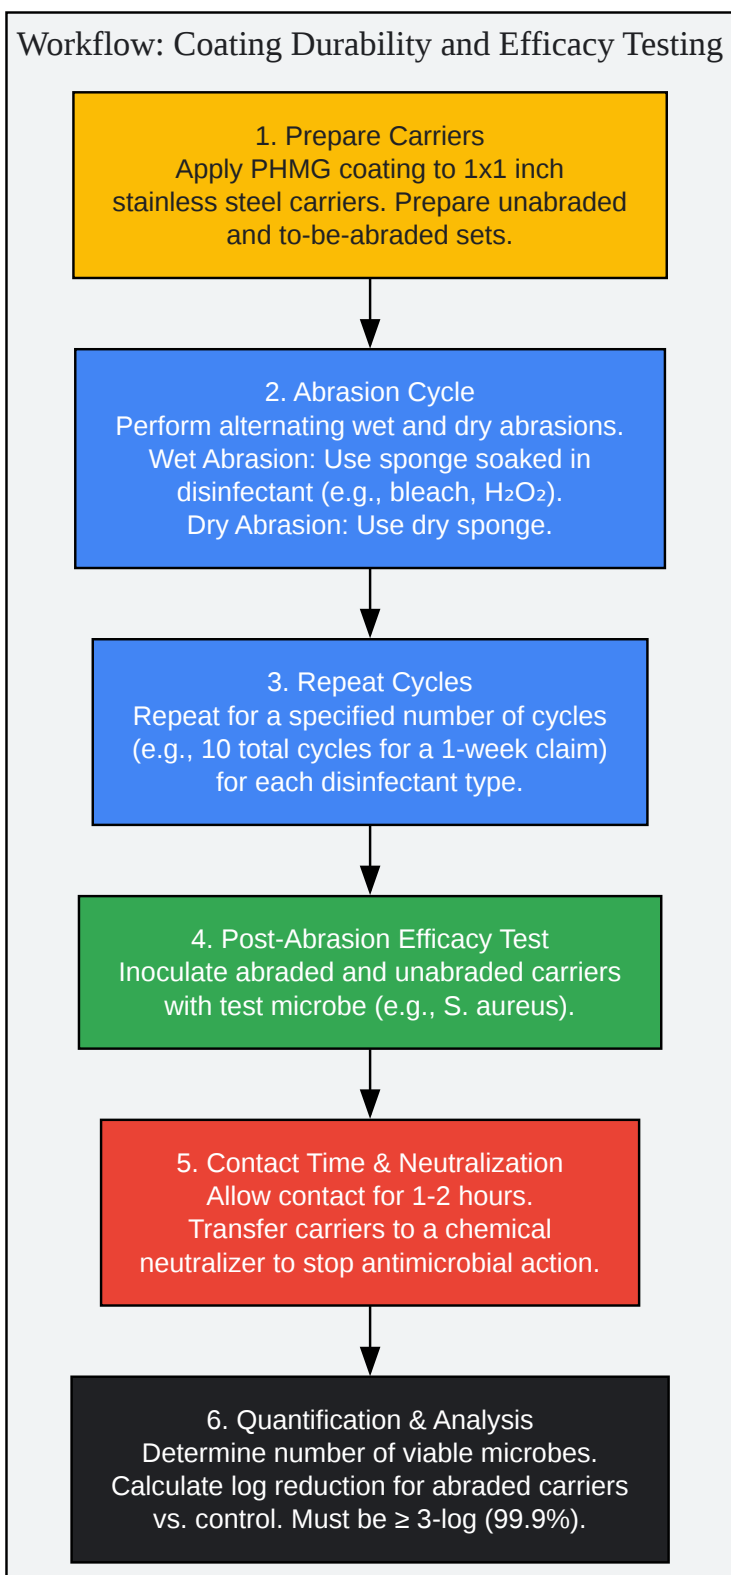 Workflow: Coating Durability and Efficacy Testing
1. Prepare Carriers
Apply PHMG coating to 1x1 inch
stainless steel carriers. Prepare unabraded
and to-be-abraded sets.
2. Abrasion Cycle
Perform alternating wet and dry abrasions.
Wet Abrasion: Use sponge soaked in
disinfectant (e.g., bleach, H₂O₂).
Dry Abrasion: Use dry sponge.
3. Repeat Cycles
Repeat for a specified number of cycles
(e.g., 10 total cycles for a 1-week claim)
for each disinfectant type.
4. Post-Abrasion Efficacy Test
Inoculate abraded and unabraded carriers
with test microbe (e.g., S. aureus).
5. Contact Time & Neutralization
Allow contact for 1-2 hours.
Transfer carriers to a chemical
neutralizer to stop antimicrobial action.
6. Quantification & Analysis
Determine number of viable microbes.
Calculate log reduction for abraded carriers
vs. control. Must be ≥ 3-log (99.9%).